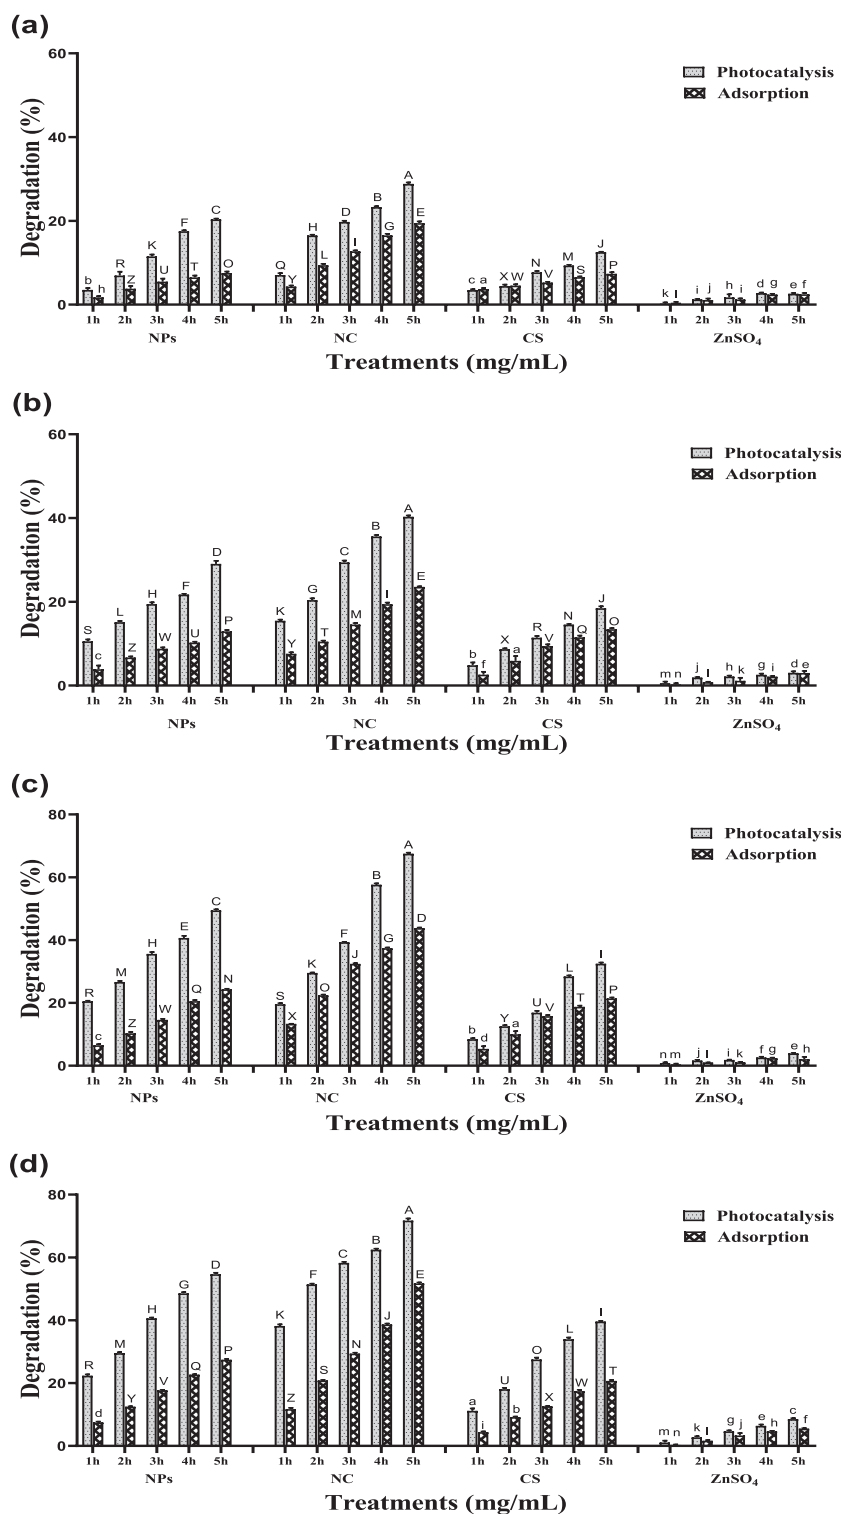 (a)
60
40
20
0
Degradation (%)
Photocatalysis
Adsorption
b h R Z K U F T C O
Q Y H L D I B G A E
c a X W N V M S J P
k l i j h i d g e f
1h 2h 3h 4h 5h 1h 2h 3h 4h 5h 1h 2h 3h 4h 5h 1h 2h 3h 4h 5h
NPs NC CS ZnSO4
Treatments (mg/mL)
(b)
60
40
20
0
Degradation (%)
Photocatalysis
Adsorption
S c L Z H W F U D P
K Y G T C M B I A E
b f X a R V N Q J O
m n j l h k g i d e
1h 2h 3h 4h 5h 1h 2h 3h 4h 5h 1h 2h 3h 4h 5h 1h 2h 3h 4h 5h
NPs NC CS ZnSO4
Treatments (mg/mL)
(c)
80
60
40
20
0
Degradation (%)
Photocatalysis
Adsorption
R c M Z H W E Q C N
S X K O F J B G A D
b d Y a U V L T I P
n m j l i k f g e h
1h 2h 3h 4h 5h 1h 2h 3h 4h 5h 1h 2h 3h 4h 5h 1h 2h 3h 4h 5h
NPs NC CS ZnSO4
Treatments (mg/mL)
(d)
80
60
40
20
0
Degradation (%)
Photocatalysis
Adsorption
R d M Y H V G Q D P
K Z F S C N B J A E
a i U b O X L W I T
m n k l g j e h c f
1h 2h 3h 4h 5h 1h 2h 3h 4h 5h 1h 2h 3h 4h 5h 1h 2h 3h 4h 5h
NPs NC CS ZnSO4
Treatments (mg/mL)